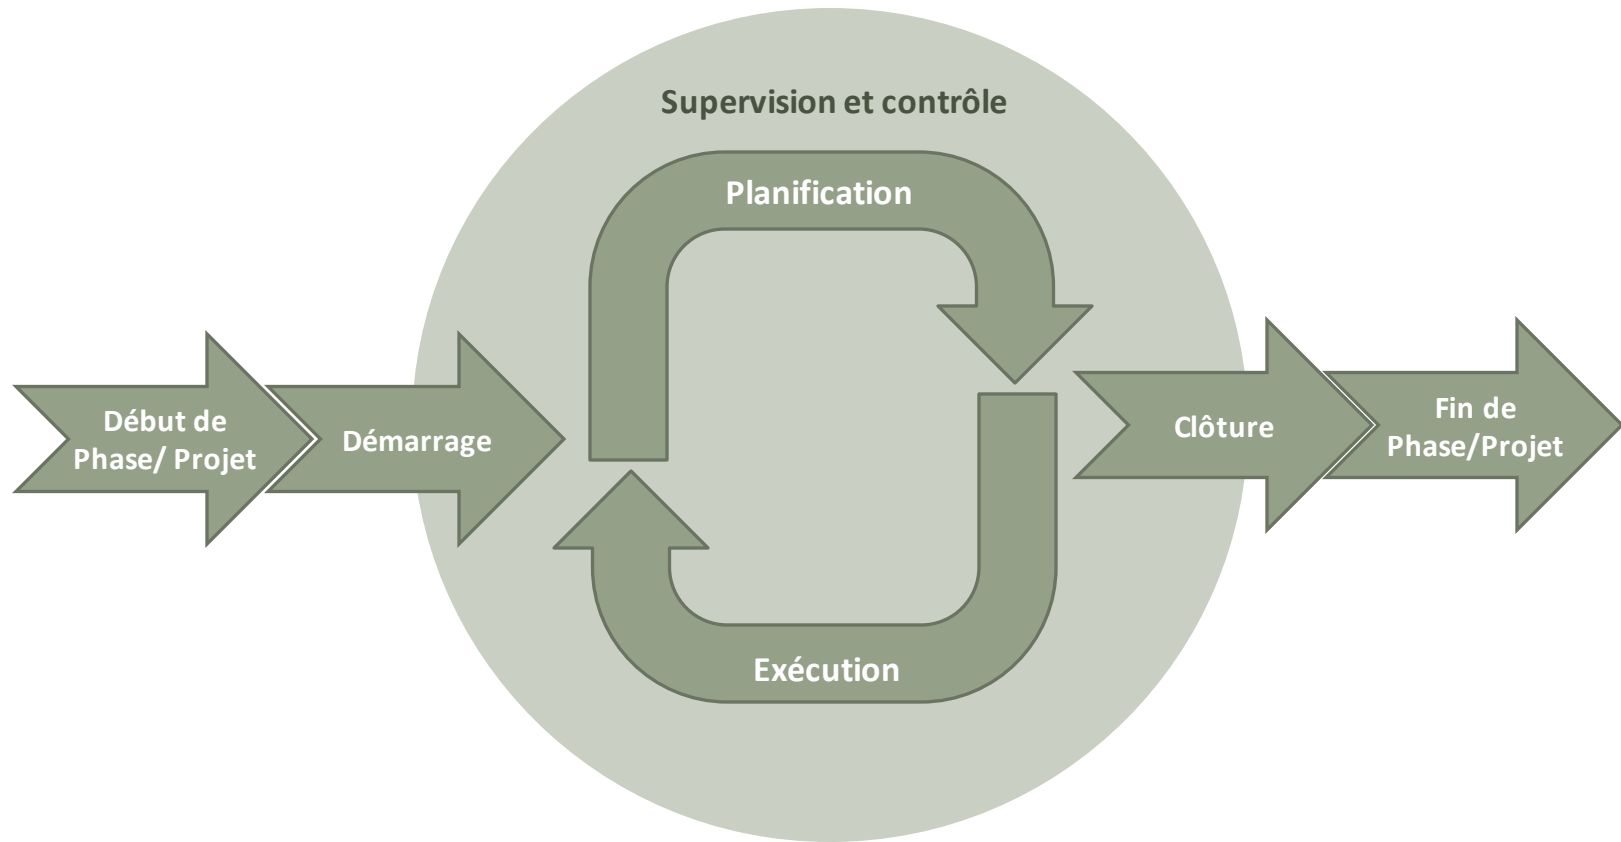 Supervision et contrôle
Planification
Début de
Phase/ Projet
Démarrage
Clôture
Fin de
Phase/Projet
Exécution